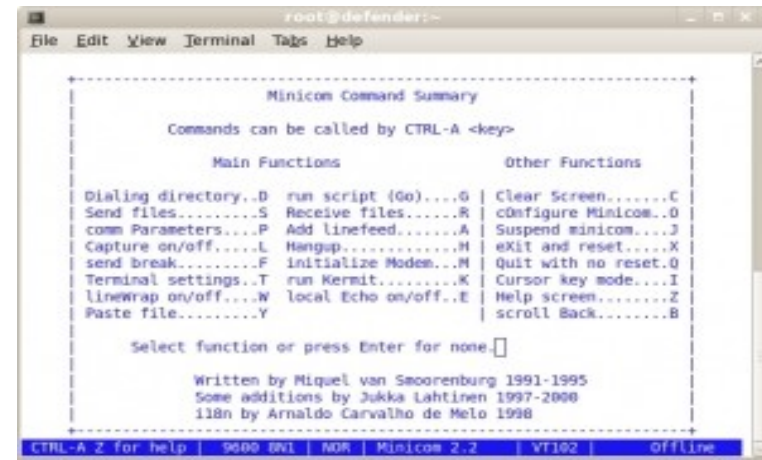 root@defender:~
File Edit View Terminal Tabs Help
Minicom Command Summary
Commands can be called by CTRL-A <key>
Main Functions Other Functions
Dialing directory..D run script (Go)....G | Clear Screen.......C
Send files.........S Receive files......R | cOnfigure Minicom..O
comm Parameters....P Add linefeed.......A | Suspend minicom....J
Capture on/off.....L Hangup.............H | eXit and reset.....X
send break.........F initialize Modem...M | Quit with no reset.Q
Terminal settings..T run Kermit.........K | Cursor key mode....I
lineWrap on/off....W local Echo on/off..E | Help screen........Z
Paste file.........Y | scroll Back........B
Select function or press Enter for none.
Written by Miquel van Smoorenburg 1991-1995
Some additions by Jukka Lahtinen 1997-2000
i18n by Arnaldo Carvalho de Melo 1998
CTRL-A Z for help | 9600 8N1 | NOR | Minicom 2.2 | VT102 | Offline